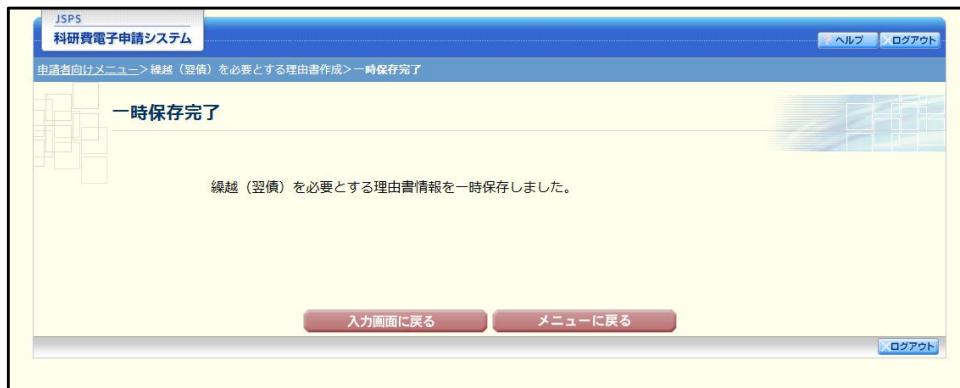 JSPS
科研費電子申請システム
ヘルプ ログアウト
申請者向けメニュー>繰越（翌債）を必要とする理由書作成>一時保存完了
一時保存完了
繰越（翌債）を必要とする理由書情報を一時保存しました。
入力画面に戻る メニューに戻る
ログアウト